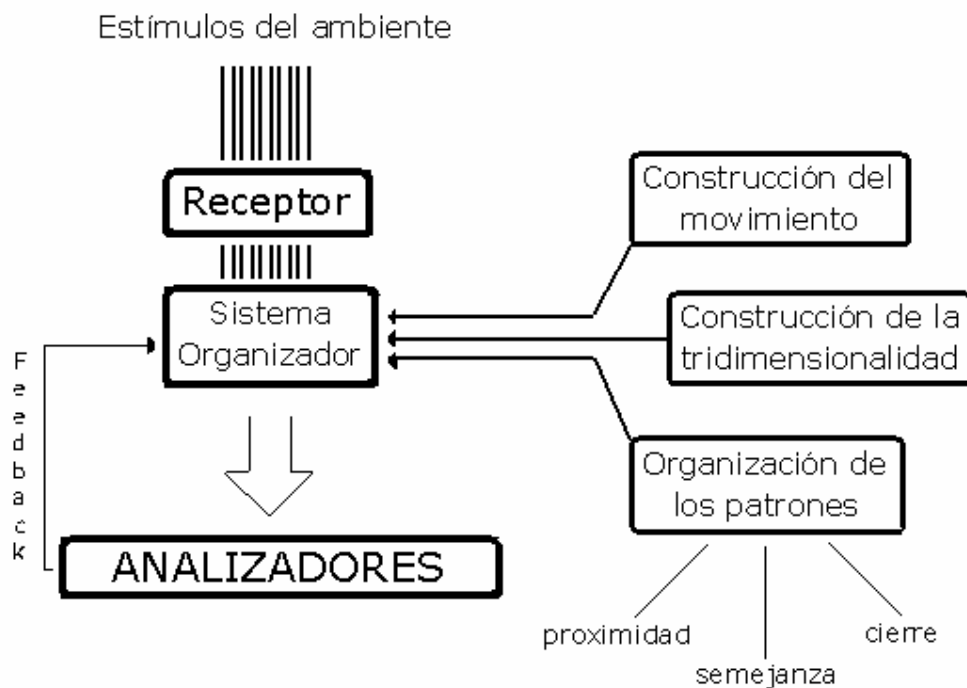 Estímulos del ambiente
Receptor
Sistema
Organizador
Feedback
ANALIZADORES
Construcción del
movimiento
Construcción de la
tridimensionalidad
Organización de
los patrones
proximidad
semejanza
cierre